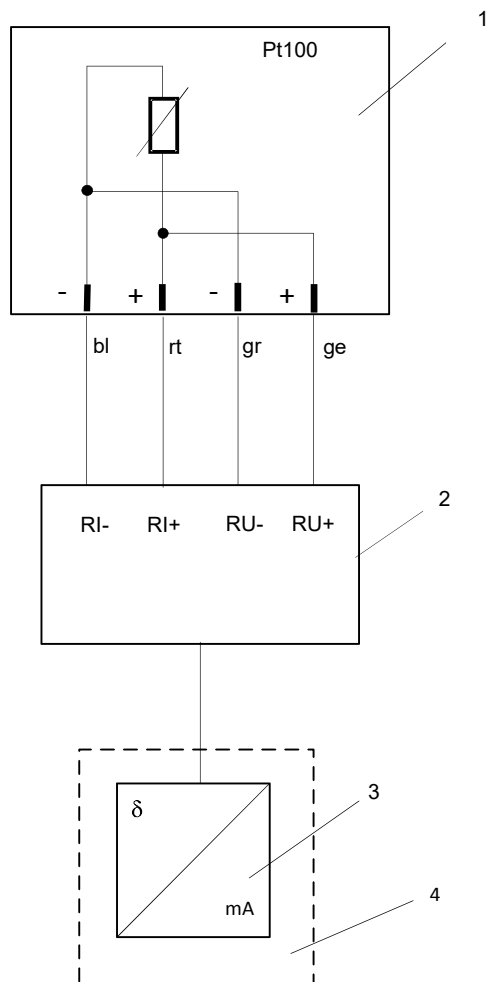 1
Pt100
- + - +
bl rt gr ge
RI- RI+ RU- RU+
2
δ
3
mA
4